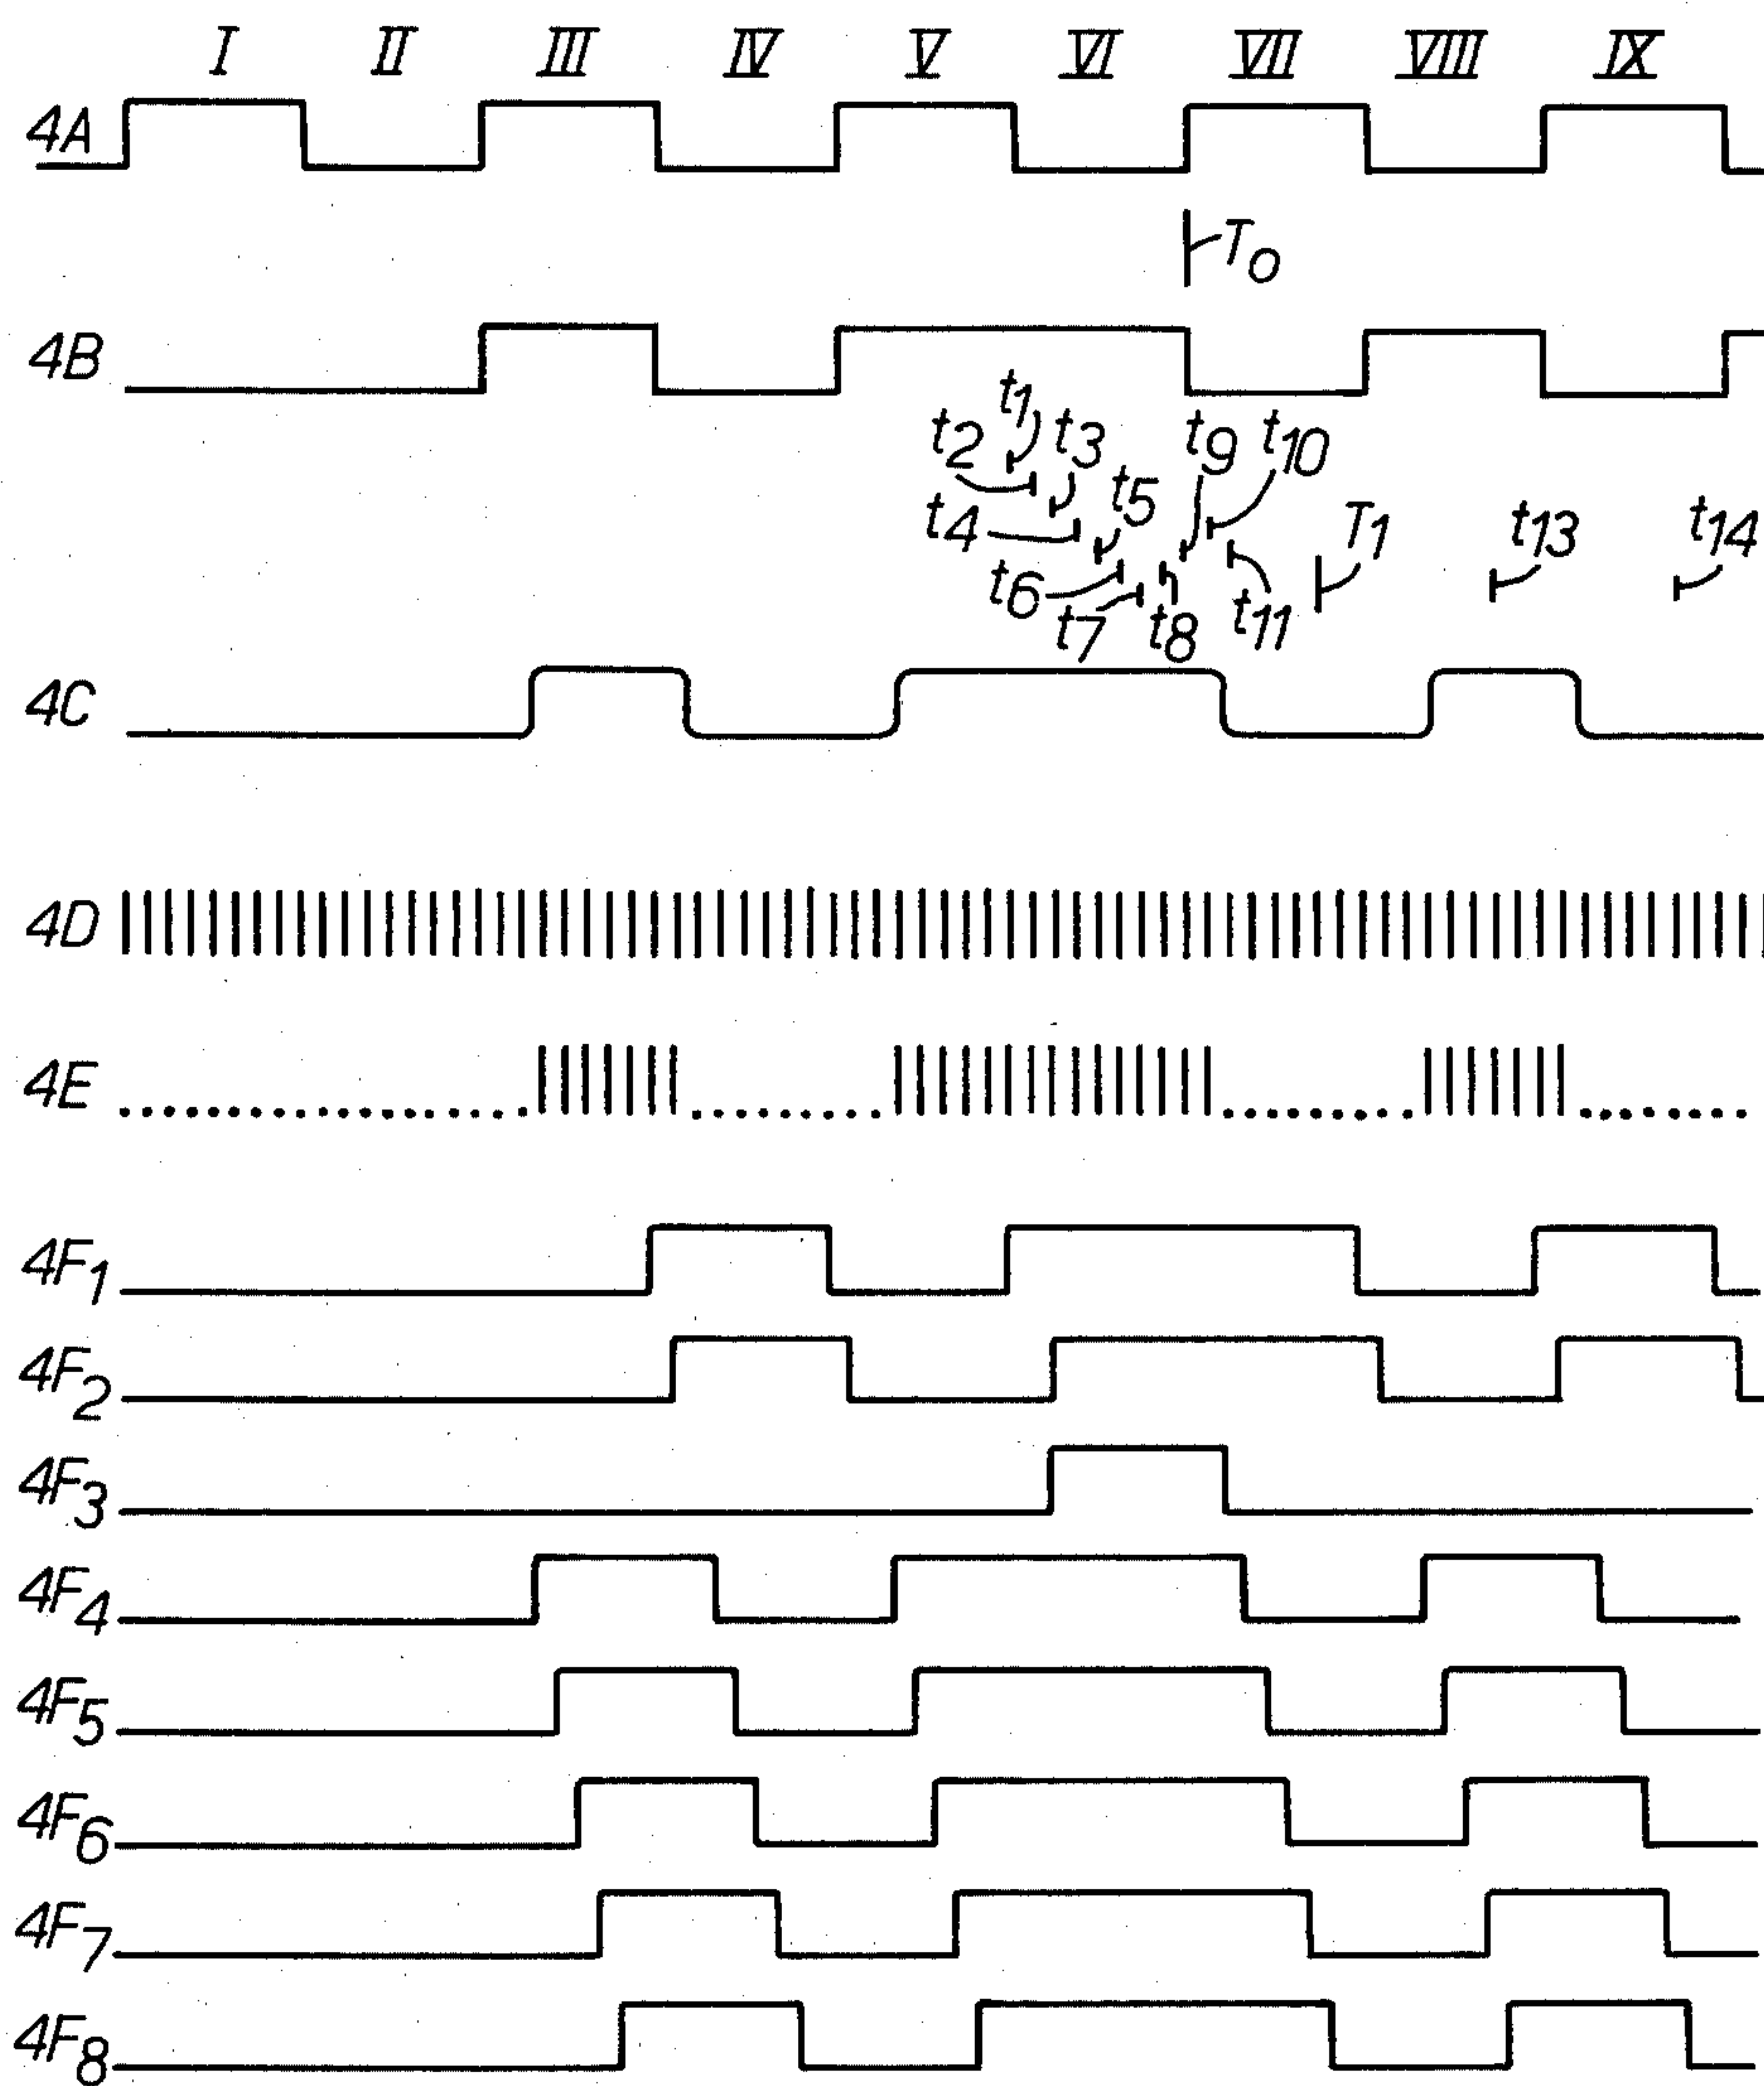 I II III IV V VI VII VIII IX
4A
T0
4B
t1
t2 t3 t9 t10
t4 t5 T1 t13 t14
t6 t7 t8 t11
4C
4D
4E
4F1
4F2
4F3
4F4
4F5
4F6
4F7
4F8